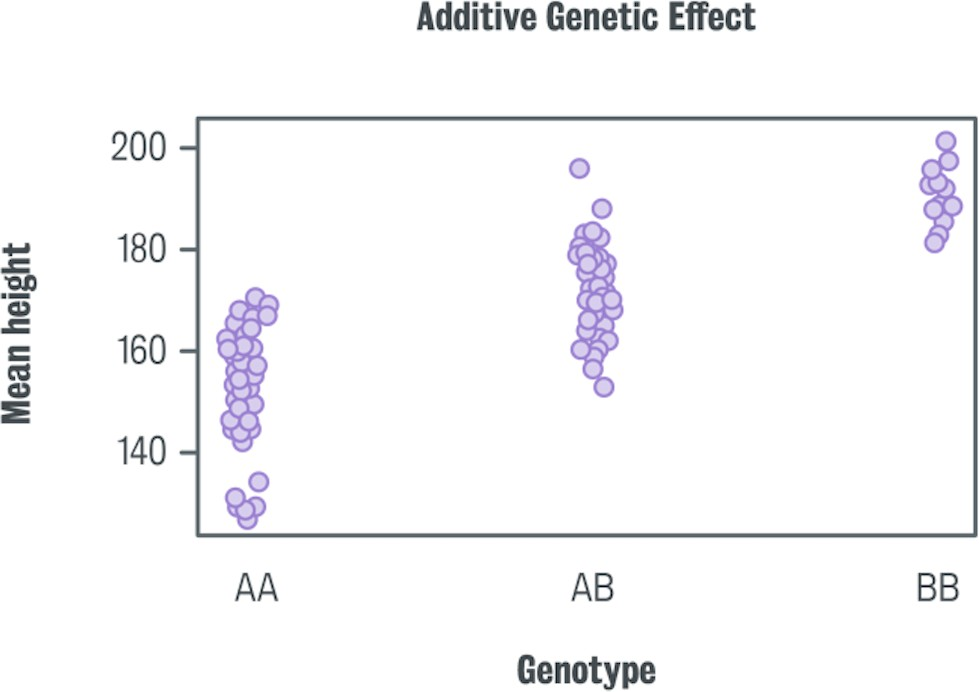 Additive Genetic Effect
200
180
160
140
Mean height
AA AB BB
Genotype